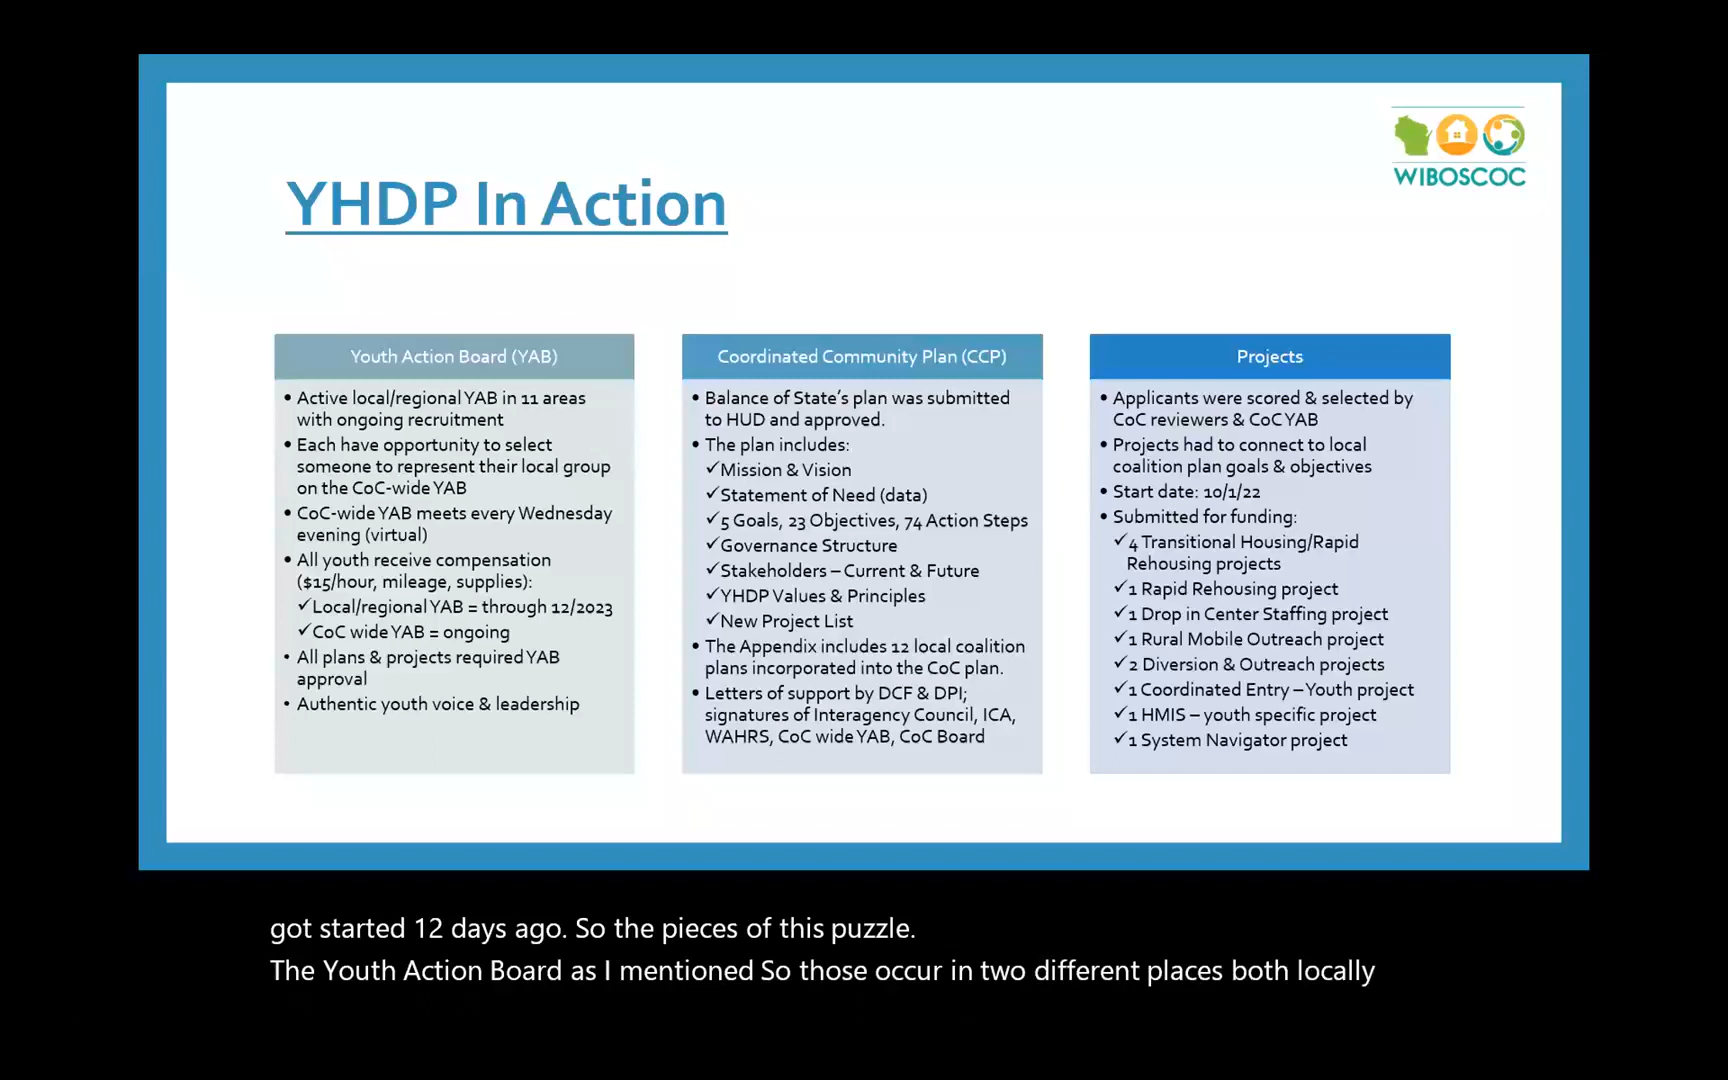 WIBOSCOC
YHDP In Action
Youth Action Board (YAB)
• Active local/regional YAB in 11 areas
with ongoing recruitment
• Each have opportunity to select
someone to represent their local group
on the CoC-wide YAB
• CoC-wide YAB meets every Wednesday
evening (virtual)
• All youth receive compensation
($15/hour, mileage, supplies):
✓Local/regional YAB = through 12/2023
✓CoC wide YAB = ongoing
• All plans & projects required YAB
approval
• Authentic youth voice & leadership
Coordinated Community Plan (CCP)
• Balance of State's plan was submitted
to HUD and approved.
• The plan includes:
✓Mission & Vision
✓Statement of Need (data)
✓5 Goals, 23 Objectives, 74 Action Steps
✓Governance Structure
✓Stakeholders – Current & Future
✓YHDP Values & Principles
✓New Project List
• The Appendix includes 12 local coalition
plans incorporated into the CoC plan.
• Letters of support by DCF & DPI;
signatures of Interagency Council, ICA,
WAHRS, CoC wide YAB, CoC Board
Projects
• Applicants were scored & selected by
CoC reviewers & CoC YAB
• Projects had to connect to local
coalition plan goals & objectives
• Start date: 10/1/22
• Submitted for funding:
✓4 Transitional Housing/Rapid
Rehousing projects
✓1 Rapid Rehousing project
✓1 Drop in Center Staffing project
✓1 Rural Mobile Outreach project
✓2 Diversion & Outreach projects
✓1 Coordinated Entry – Youth project
✓1 HMIS – youth specific project
✓1 System Navigator project
got started 12 days ago. So the pieces of this puzzle.
The Youth Action Board as I mentioned So those occur in two different places both locally